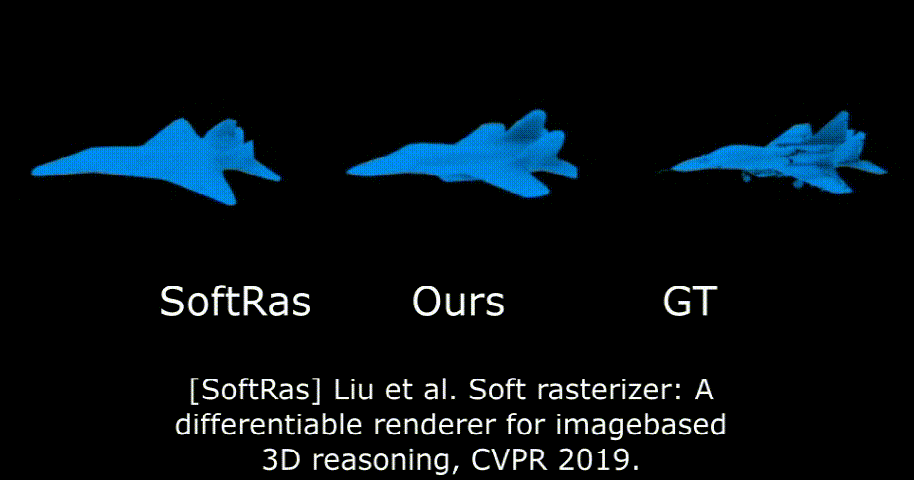 SoftRas Ours GT
[SoftRas] Liu et al. Soft rasterizer: A
differentiable renderer for imagebased
3D reasoning, CVPR 2019.